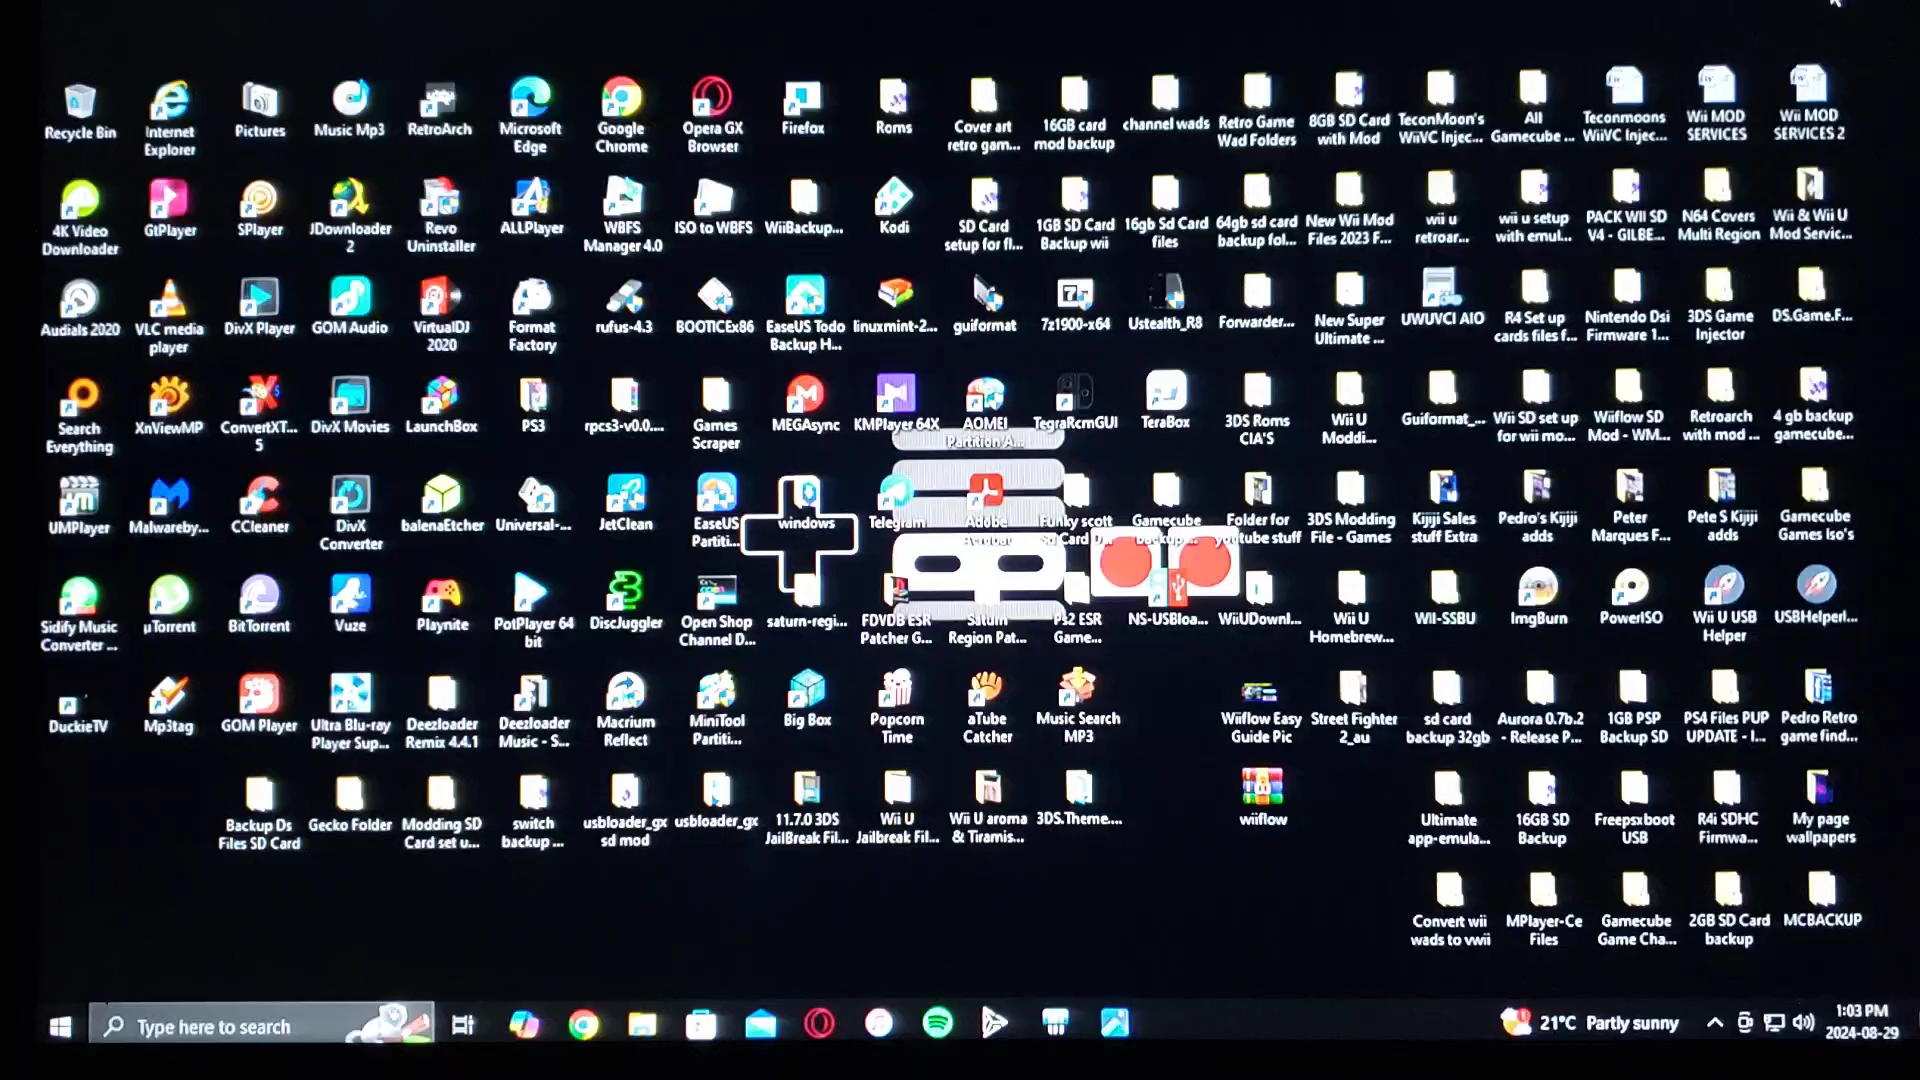 Recycle Bin
Internet
Explorer
Pictures
Music Mp3
RetroArch
Microsoft
Edge
Google
Chrome
Opera GX
Browser
Firefox
Roms
Cover art
retro gam...
16GB card
mod backup
channel wads
Retro Game
Wad Folders
8GB SD Card
with Mod
TeconMoon's
WiiVC Injec...
All
Gamecube ...
Teconmoons
WiiVC Injec...
Wii MOD
SERVICES
Wii MOD
SERVICES 2
4K Video
Downloader
GtPlayer
SPlayer
JDownloader
2
Revo
Uninstaller
ALLPlayer
WBFS
Manager 4.0
ISO to WBFS
WiiBackup...
Kodi
SD Card
setup for fl...
1GB SD Card
Backup wii
16gb Sd Card
files
64gb sd card
backup fol...
New Wii Mod
Files 2023 F...
wii u
retroar...
wii u setup
with emul...
PACK WII SD
V4 - GILBE...
N64 Covers
Multi Region
Wii & Wii U
Mod Servic...
Audials 2020
VLC media
player
DivX Player
GOM Audio
VirtualDJ
2020
Format
Factory
rufus-4.3
BOOTICEx86
EaseUS Todo
Backup H...
linuxmint-2...
guiformat
7z1900-x64
Ustealth_R8
Forwarder...
New Super
Ultimate ...
UWUVCI AIO
R4 Set up
cards files f...
Nintendo Dsi
Firmware 1...
3DS Game
Injector
DS.Game.F...
Search
Everything
XnViewMP
ConvertXT...
5
DivX Movies
LaunchBox
PS3
rpcs3-v0.0....
Games
Scraper
MEGAsync
KMPlayer 64X
AOMEI
Partition A...
TegraRcmGUI
TeraBox
3DS Roms
CIA'S
Wii U
Moddi...
Guiformat_...
Wii SD set up
for wii mo...
Wiiflow SD
Mod - WM...
Retroarch
with mod ...
4 gb backup
gamecube...
UMPlayer
Malwareby...
CCleaner
DivX
Converter
balenaEtcher
Universal-...
JetClean
EaseUS
Partiti...
windows
Telegram
Adobe
Acrobat
Funky scott
Sd Card D...
Gamecube
backup...
Folder for
youtube stuff
3DS Modding
File - Games
Kijiji Sales
stuff Extra
Pedro's Kijiji
adds
Peter
Marques F...
Pete S Kijiji
adds
Gamecube
Games Iso's
Sidify Music
Converter ...
µTorrent
BitTorrent
Vuze
Playnite
PotPlayer 64
bit
DiscJuggler
Open Shop
Channel D...
saturn-regi...
FDVDB ESR
Patcher G...
Saturn
Region Pat...
Ps2 ESR
Game...
NS-USBloa...
WiiUDownl...
Wii U
Homebrew...
WII-SSBU
ImgBurn
PowerISO
Wii U USB
Helper
USBHelperI...
DuckieTV
Mp3tag
GOM Player
Ultra Blu-ray
Player Sup...
Deezloader
Remix 4.4.1
Deezloader
Music - S...
Macrium
Reflect
MiniTool
Partiti...
Big Box
Popcorn
Time
aTube
Catcher
Music Search
MP3
Wiiflow Easy
Guide Pic
Street Fighter
2_au
sd card
backup 32gb
Aurora 0.7b.2
- Release P...
1GB PSP
Backup SD
PS4 Files PUP
UPDATE - I...
Pedro Retro
game find...
Backup Ds
Files SD Card
Gecko Folder
Modding SD
Card set u...
switch
backup ...
usbloader_gx
sd mod
usbloader_gx
11.7.0 3DS
JailBreak Fil...
Wii U
Jailbreak Fil...
Wii U aroma
& Tiramis...
3DS.Theme....
wiiflow
Ultimate
app-emula...
16GB SD
Backup
Freepsxboot
USB
R4i SDHC
Firmwa...
My page
wallpapers
Convert wii
wads to vwii
MPlayer-Ce
Files
Gamecube
Game Cha...
2GB SD Card
backup
MCBACKUP
Type here to search
21°C Partly sunny
1:03 PM
2024-08-29